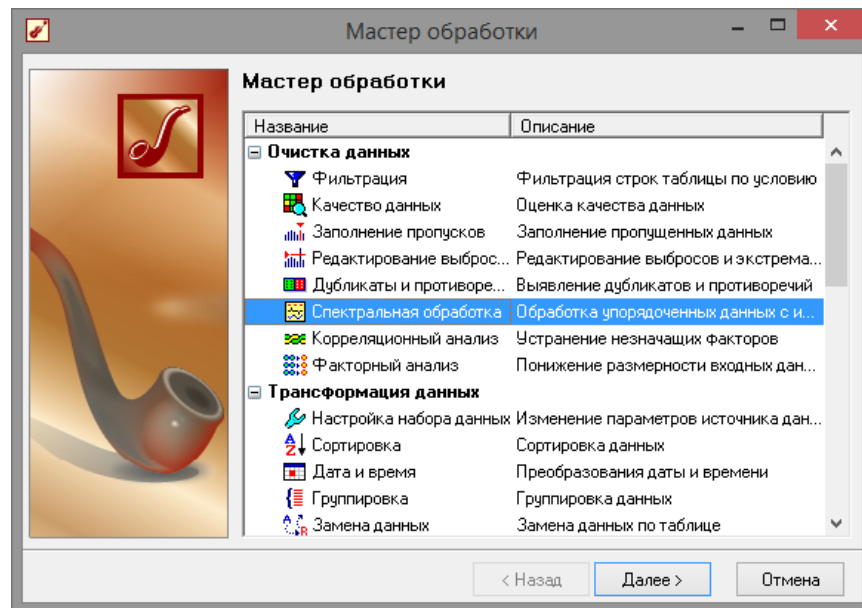 Мастер обработки
Мастер обработки
Название Описание
Очистка данных
Фильтрация Фильтрация строк таблицы по условию
Качество данных Оценка качества данных
Заполнение пропусков Заполнение пропущенных данных
Редактирование выброс... Редактирование выбросов и экстрема...
Дубликаты и противоре... Выявление дубликатов и противоречий
Спектральная обработка Обработка упорядоченных данных с и...
Корреляционный анализ Устранение незначащих факторов
Факторный анализ Понижение размерности входных дан...
Трансформация данных
Настройка набора данных Изменение параметров источника дан...
Сортировка Сортировка данных
Дата и время Преобразования даты и времени
Группировка Группировка данных
Замена данных Замена данных по таблице
< Назад Далее > Отмена